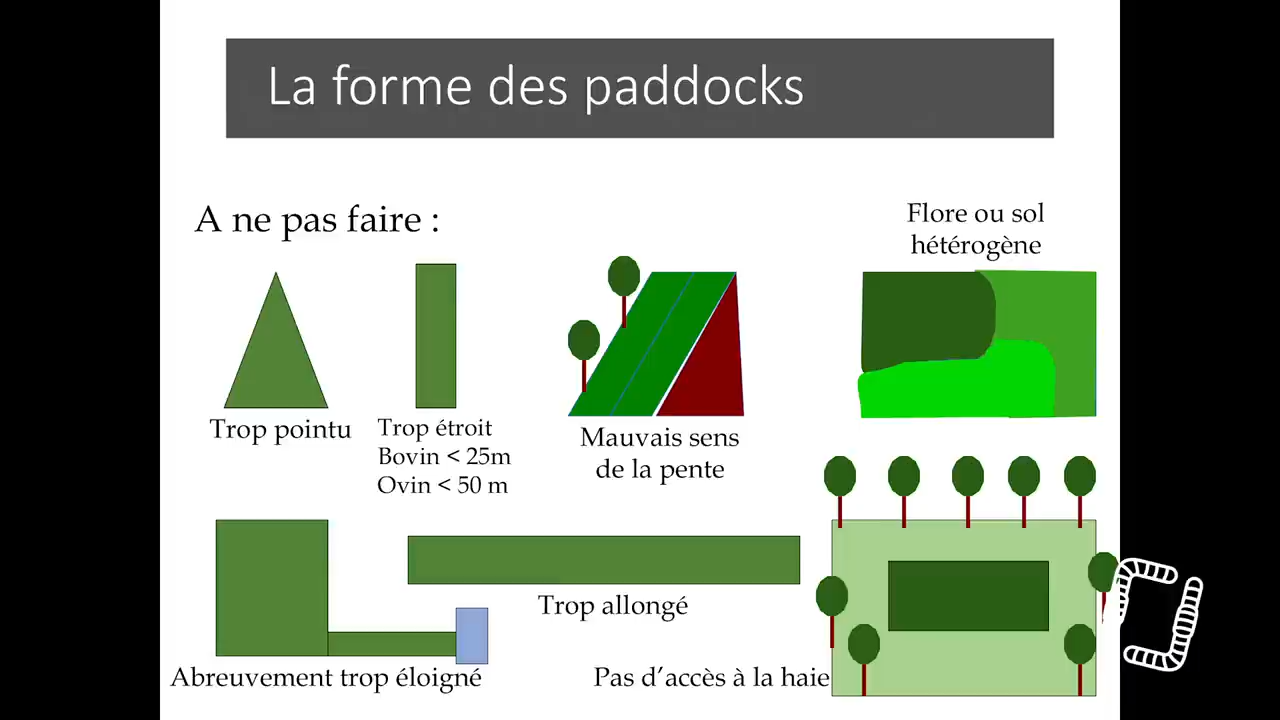 La forme des paddocks
A ne pas faire :
Flore ou sol
hétérogène
Trop pointu
Trop étroit
Bovin < 25m
Ovin < 50 m
Mauvais sens
de la pente
Trop allongé
Abreuvement trop éloigné
Pas d’accès à la haie